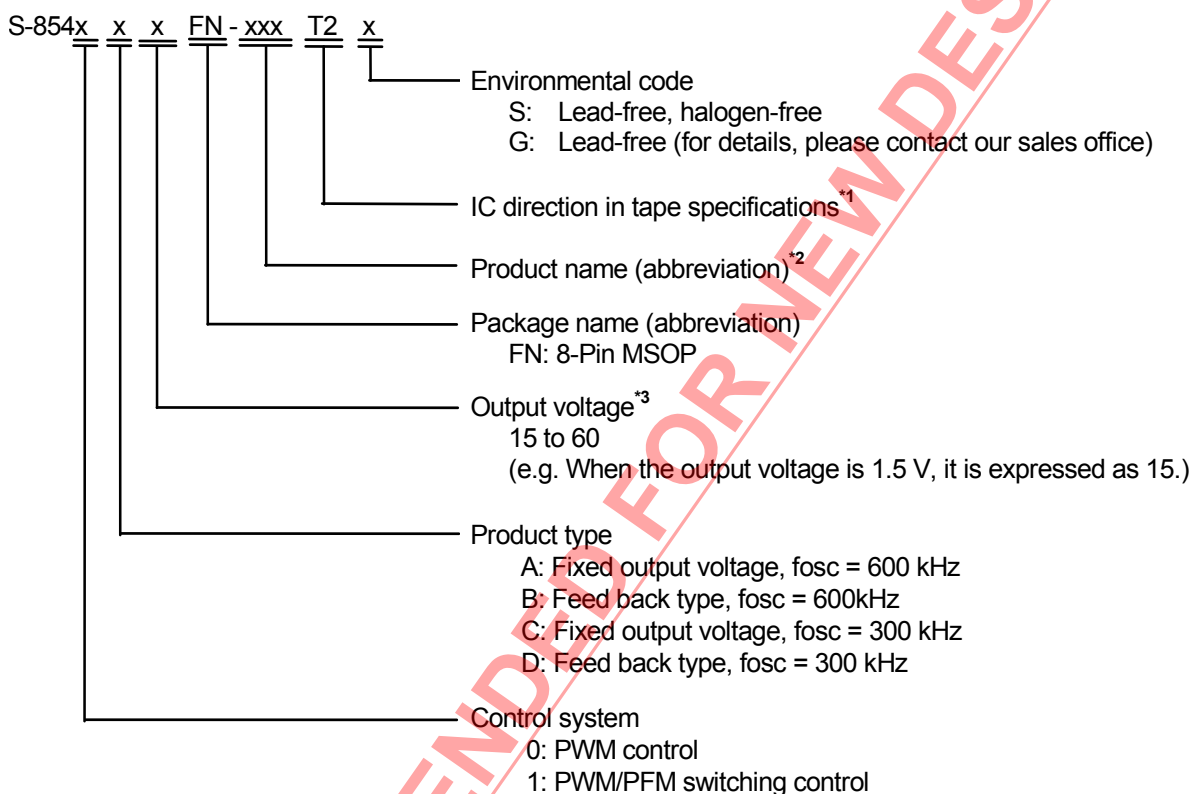 S-854x x x FN - xxx T2 x
Environmental code
S: Lead-free, halogen-free
G: Lead-free (for details, please contact our sales office)
IC direction in tape specifications*1
Product name (abbreviation)*2
Package name (abbreviation)
FN: 8-Pin MSOP
Output voltage*3
15 to 60
(e.g. When the output voltage is 1.5 V, it is expressed as 15.)
Product type
A: Fixed output voltage, fosc = 600 kHz
B: Feed back type, fosc = 600kHz
C: Fixed output voltage, fosc = 300 kHz
D: Feed back type, fosc = 300 kHz
Control system
0: PWM control
1: PWM/PFM switching control
ENDED FOR NEW DES